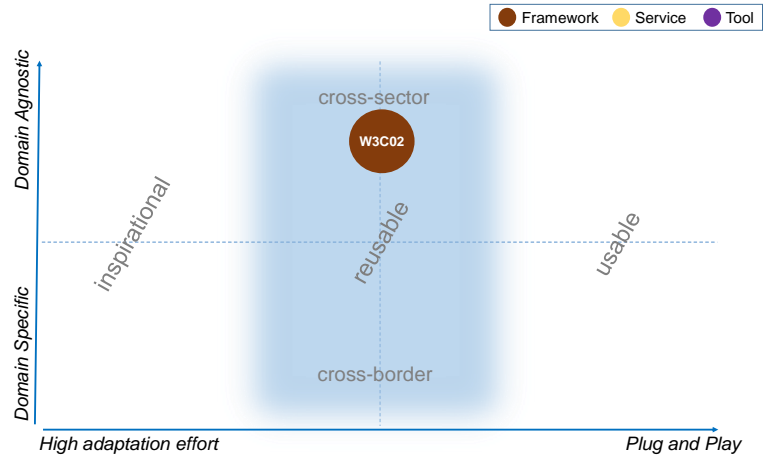 Framework Service Tool
Domain Agnostic
cross-sector
W3C02
inspirational
reusable
usable
Domain Specific
cross-border
High adaptation effort
Plug and Play